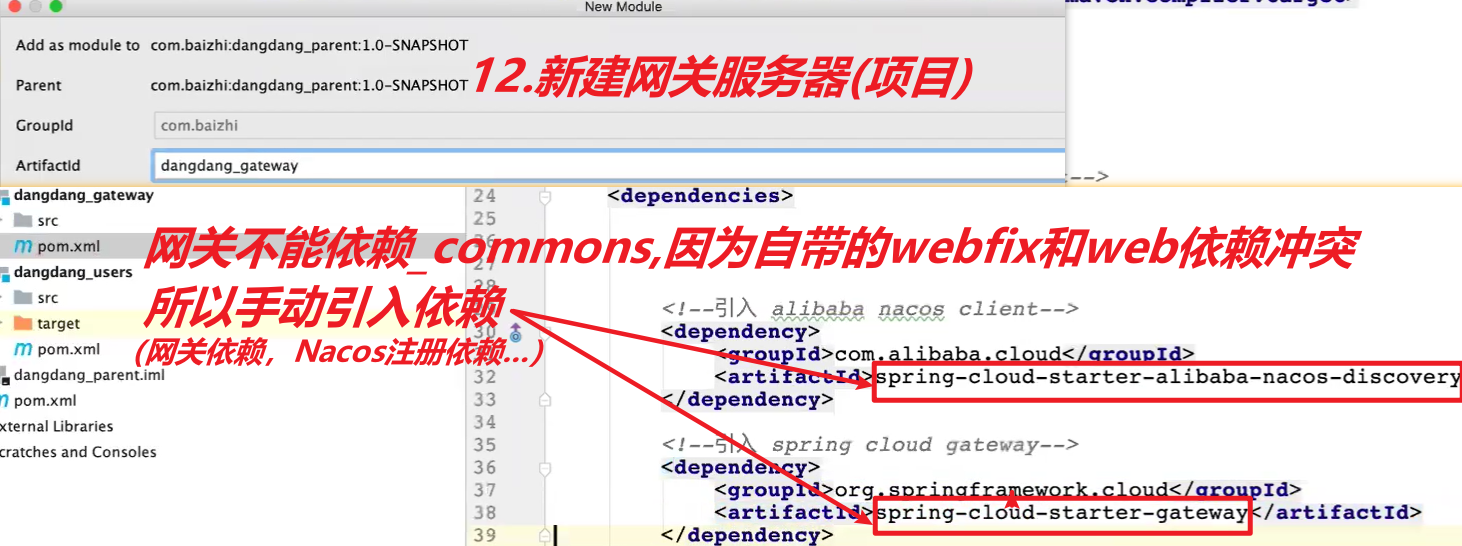 New Module
Add as module to com.baizhi:dangdang_parent:1.0-SNAPSHOT
Parent com.baizhi:dangdang_parent:1.0-SNAPSHOT
12.新建网关服务器(项目)
GroupId com.baizhi
ArtifactId dangdang_gateway
-->
dangdang_gateway
src
pom.xml
dangdang_users
src
target
pom.xml
dangdang_parent.iml
pom.xml
xternal Libraries
cratches and Consoles
网关不能依赖_commons,因为自带的webfix和web依赖冲突
所以手动引入依赖
(网关依赖，Nacos注册依赖...)
24 <dependencies>
25
27
28
<!--引入 alibaba nacos client-->
30 <dependency>
<groupId>com.alibaba.cloud</groupId>
32 <artifactId>spring-cloud-starter-alibaba-nacos-discovery
33 </dependency>
34
35 <!--引入 spring cloud gateway-->
36 <dependency>
37 <groupId>org.springframework.cloud</groupId>
38 <artifactId>spring-cloud-starter-gateway</artifactId>
39 </dependency>